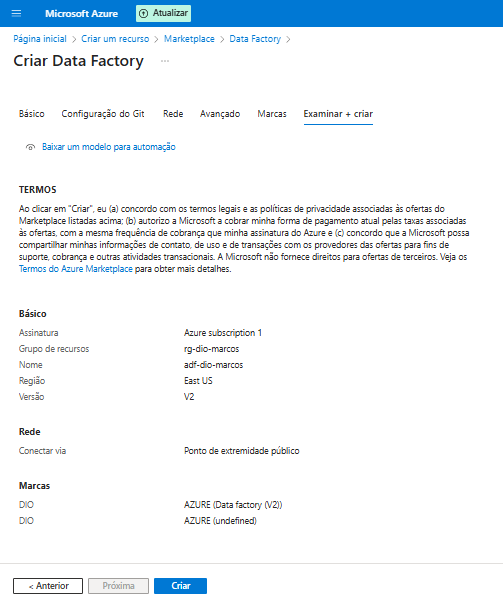 Microsoft Azure
Atualizar
Página inicial > Criar um recurso > Marketplace > Data Factory >
Criar Data Factory ...
Básico Configuração do Git Rede Avançado Marcas Examinar + criar
Baixar um modelo para automação
TERMOS
Ao clicar em "Criar", eu (a) concordo com os termos legais e as políticas de privacidade associadas às ofertas do
Marketplace listadas acima; (b) autorizo a Microsoft a cobrar minha forma de pagamento atual pelas taxas associadas
às ofertas, com a mesma frequência de cobrança que minha assinatura do Azure e (c) concordo que a Microsoft possa
compartilhar minhas informações de contato, de uso e de transações com os provedores das ofertas para fins de
suporte, cobrança e outras atividades transacionais. A Microsoft não fornece direitos para ofertas de terceiros. Veja os
Termos do Azure Marketplace para obter mais detalhes.
Básico
Assinatura Azure subscription 1
Grupo de recursos rg-dio-marcos
Nome adf-dio-marcos
Região East US
Versão V2
Rede
Conectar via Ponto de extremidade público
Marcas
DIO AZURE (Data factory (V2))
DIO AZURE (undefined)
< Anterior Próxima Criar